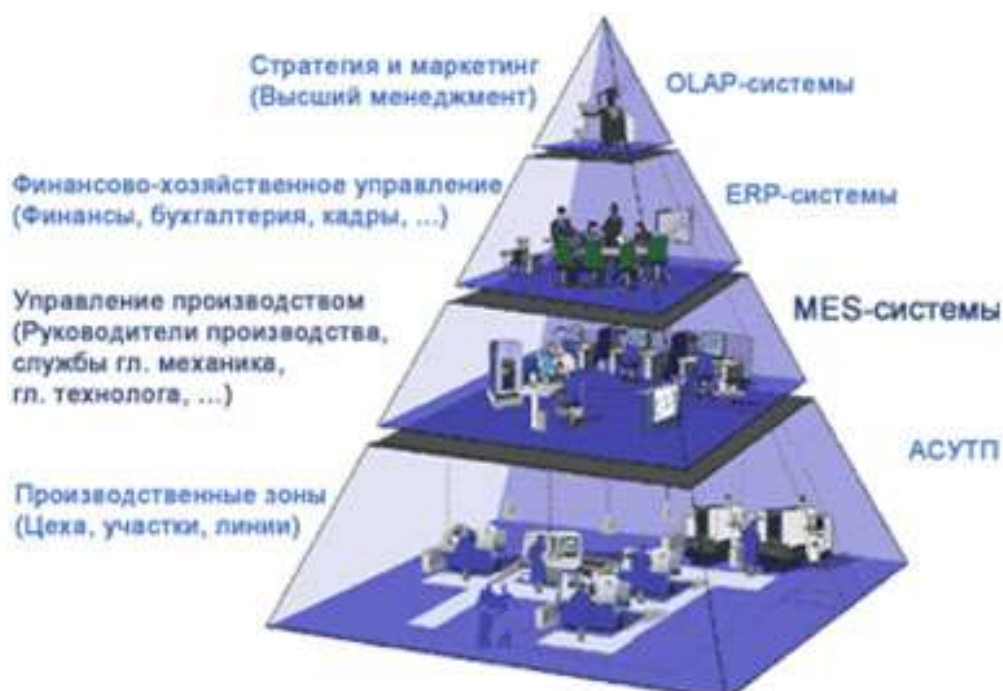 Стратегия и маркетинг
(Высший менеджмент)
OLAP-системы
Финансово-хозяйственное управление
(Финансы, бухгалтерия, кадры, ...)
ERP-системы
Управление производством
(Руководители производства,
службы гл. механика,
гл. технолога, ...)
MES-системы
АСУТП
Производственные зоны
(Цеха, участки, линии)